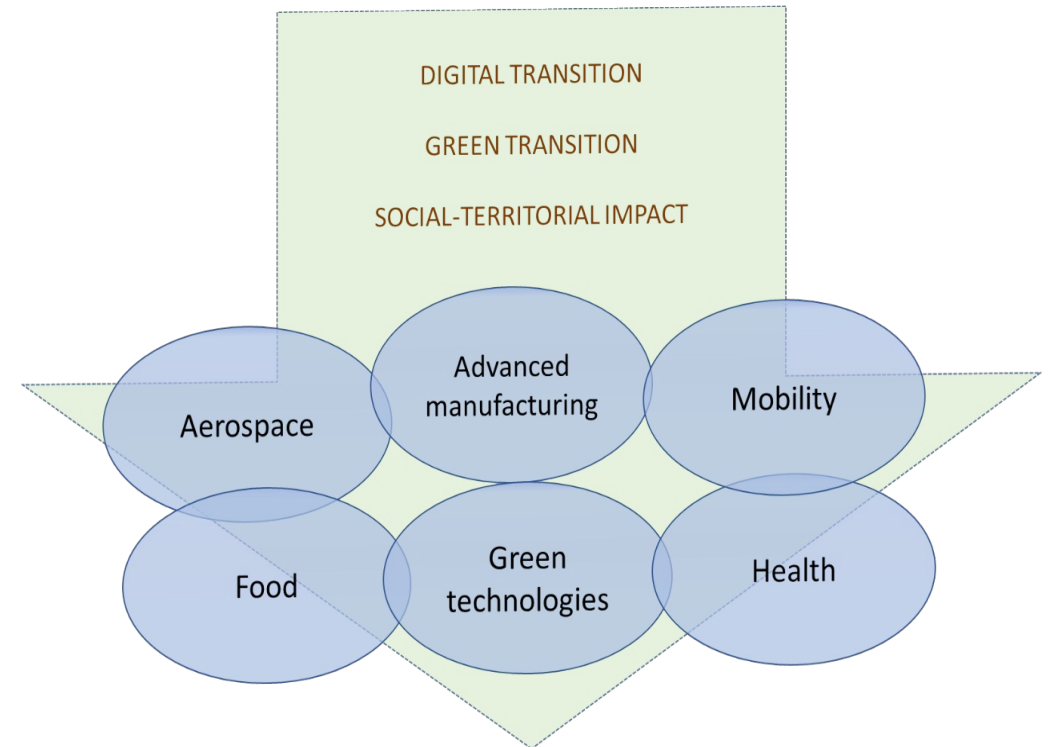 DIGITAL TRANSITION
GREEN TRANSITION
SOCIAL-TERRITORIAL IMPACT
Aerospace
Advanced
manufacturing
Mobility
Food
Green
technologies
Health